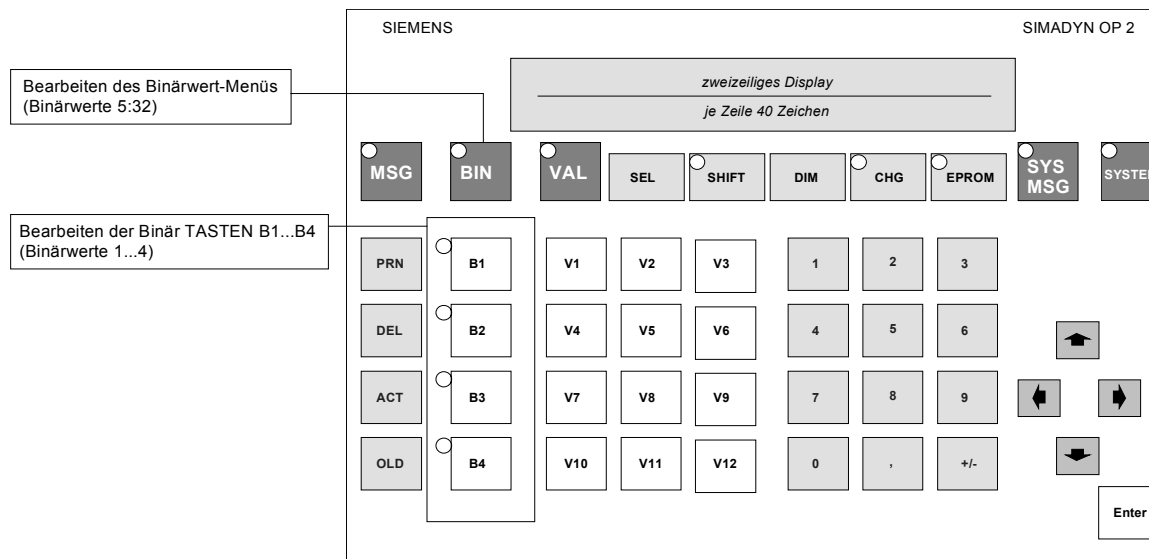 SIEMENS
SIMADYN OP 2
Bearbeiten des Binärwert-Menüs
(Binärwerte 5:32)
zweizeiliges Display
je Zeile 40 Zeichen
MSG
BIN
VAL
SEL
SHIFT
DIM
CHG
EPROM
SYS
MSG
SYSTEM
Bearbeiten der Binär TASTEN B1...B4
(Binärwerte 1...4)
PRN
B1
V1
V2
V3
1
2
3
DEL
B2
V4
V5
V6
4
5
6
ACT
B3
V7
V8
V9
7
8
9
OLD
B4
V10
V11
V12
0
,
+/-
Enter